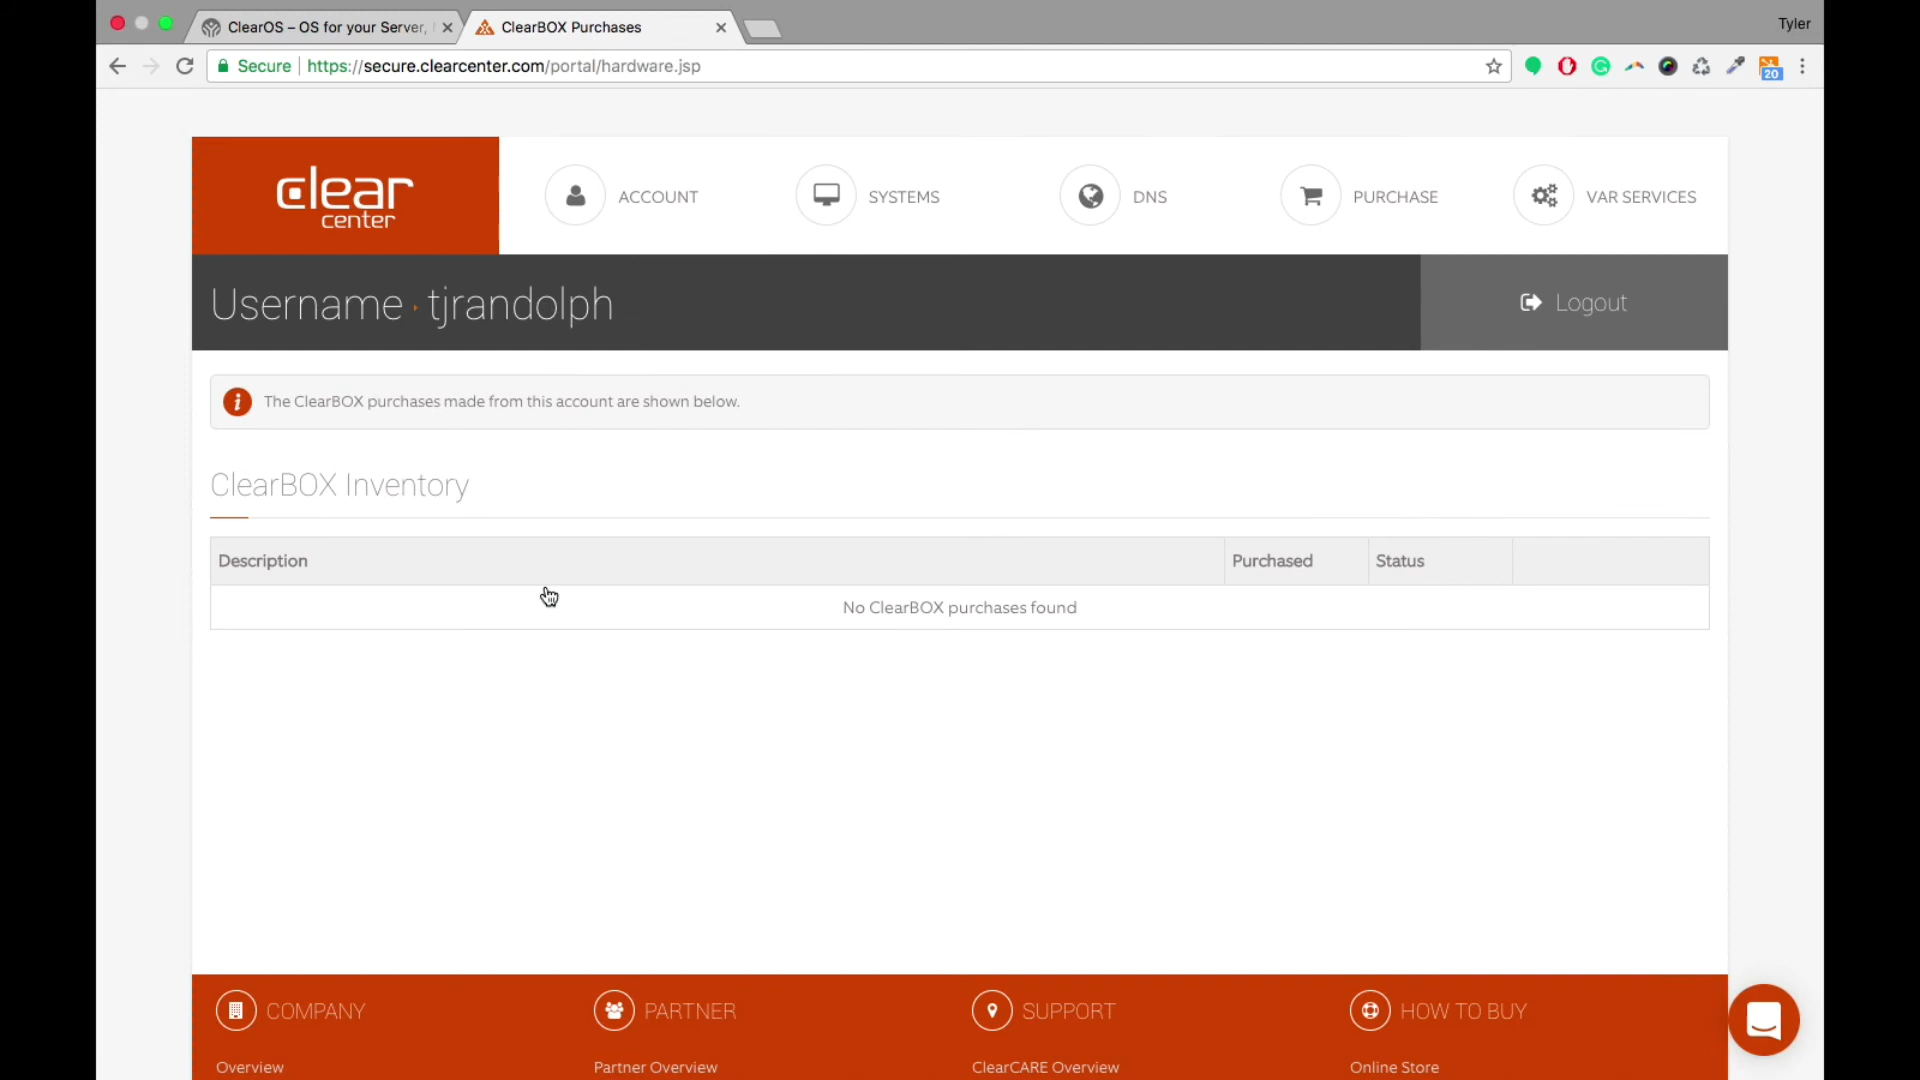 ClearOS – OS for your Server,
ClearBOX Purchases
Tyler
Secure
https://secure.clearcenter.com/portal/hardware.jsp
20
clear
center
ACCOUNT
SYSTEMS
DNS
PURCHASE
VAR SERVICES
Username
tjrandolph
Logout
The ClearBOX purchases made from this account are shown below.
ClearBOX Inventory
Description
Purchased
Status
No ClearBOX purchases found
COMPANY
PARTNER
SUPPORT
HOW TO BUY
Overview
Partner Overview
ClearCARE Overview
Online Store